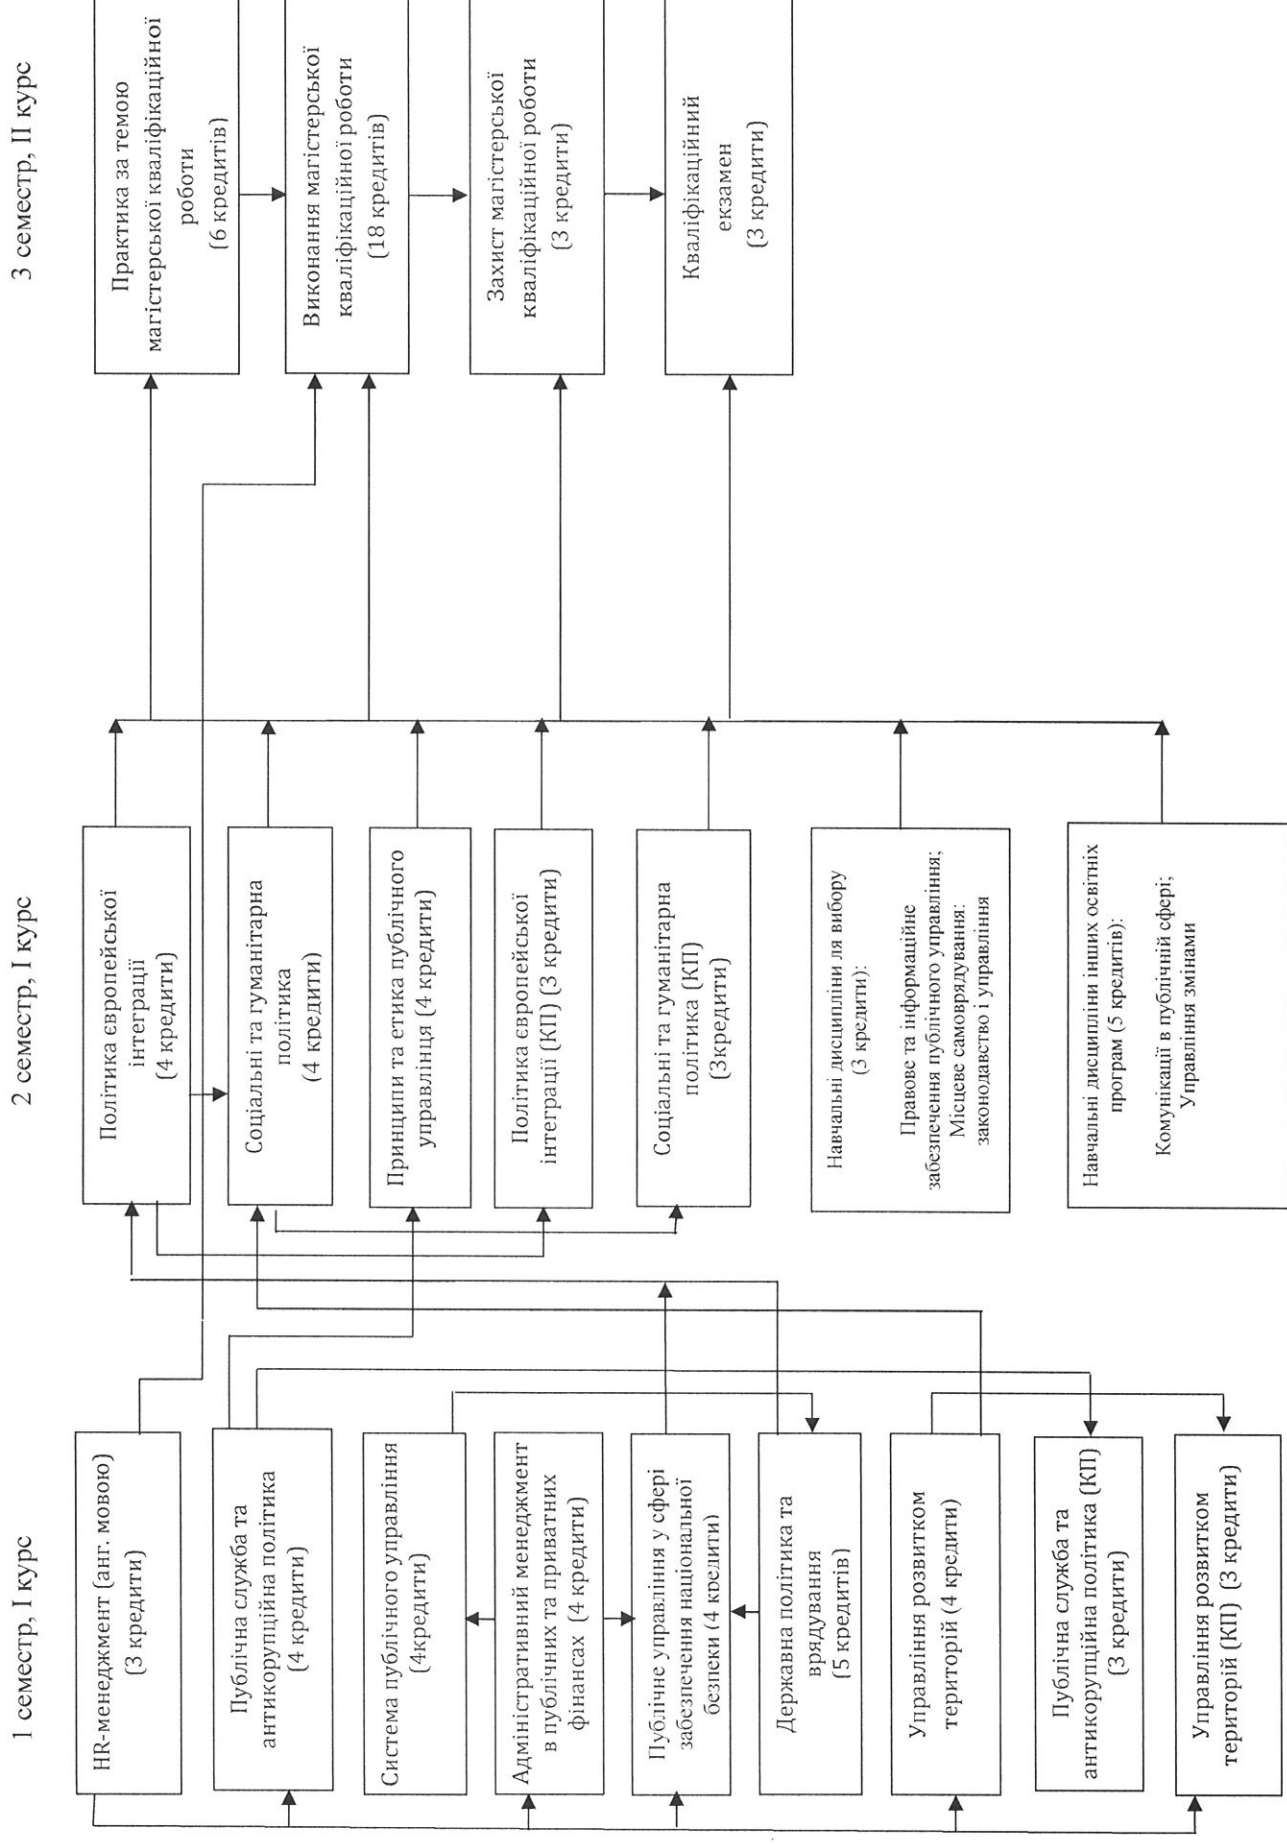 1 семестр, І курс
HR-менеджмент (анг. мовою)
(3 кредити)
Публічна служба та
антикорупційна політика
(4 кредити)
Система публічного управління
(4кредити)
Адміністративний менеджмент
в публічних та приватних
фінансах (4 кредити)
Публічне управління у сфері
забезпечення національної
безпеки (4 кредити)
Державна політика та
врядування
(5 кредитів)
Управління розвитком
територій (4 кредити)
Публічна служба та
антикорупційна політика (КП)
(3 кредити)
Управління розвитком
територій (КП) (3 кредити)
2 семестр, І курс
Політика європейської
інтеграції
(4 кредити)
Соціальні та гуманітарна
політика
(4 кредити)
Принципи та етика публічного
управлінця (4 кредити)
Політика європейської
інтеграції (КП) (3 кредити)
Соціальні та гуманітарна
політика (КП)
(3кредити)
Навчальні дисципліни ля вибору
(3 кредити):
Правове та інформаційне
забезпечення публічного управління;
Місцеве самоврядування:
законодавство і управління
Навчальні дисципліни інших освітніх
програм (5 кредитів):
Комунікації в публічній сфері;
Управління змінами
3 семестр, ІІ курс
Практика за темою
магістерської кваліфікаційної
роботи
(6 кредитів)
Виконання магістерської
кваліфікаційної роботи
(18 кредитів)
Захист магістерської
кваліфікаційної роботи
(3 кредити)
Кваліфікаційний
екзамен
(3 кредити)